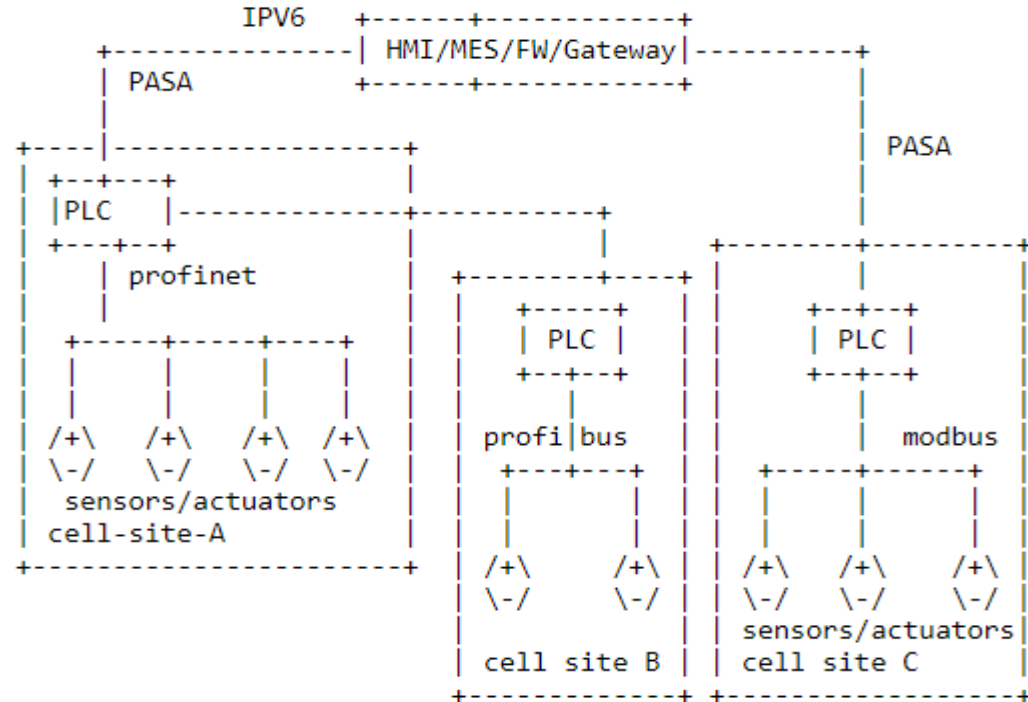 IPV6
HMI/MES/FW/Gateway
PASA
PASA
PLC
profinet
PLC
PLC
profi bus
modbus
sensors/actuators
cell-site-A
sensors/actuators
cell site B
cell site C